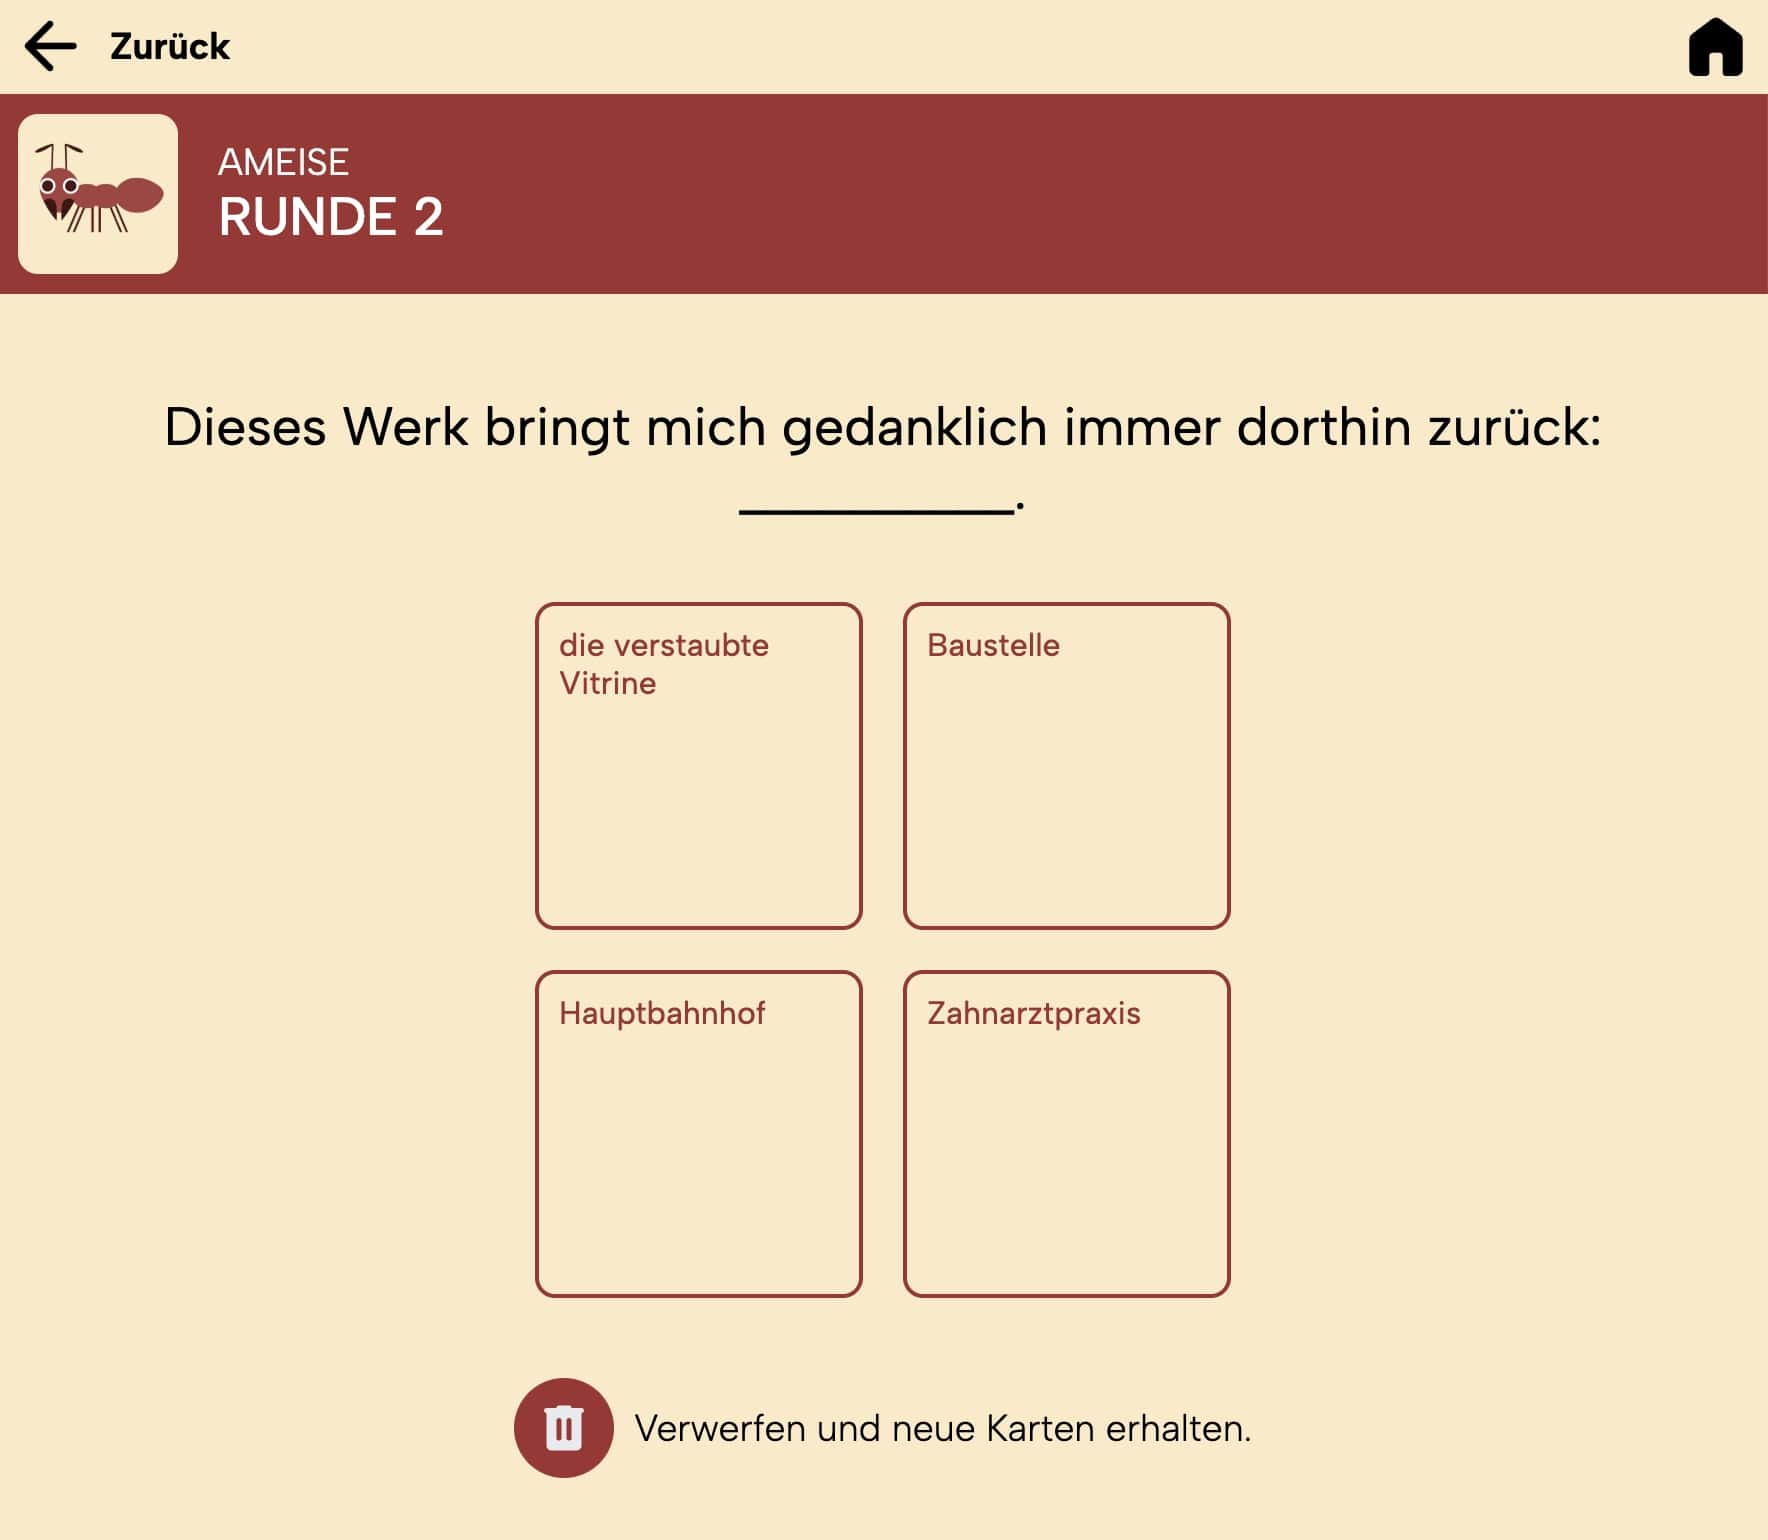 Zurück
AMEISE
RUNDE 2
Dieses Werk bringt mich gedanklich immer dorthin zurück:
__________.
die verstaubte
Vitrine
Baustelle
Hauptbahnhof
Zahnarztpraxis
Verwerfen und neue Karten erhalten.